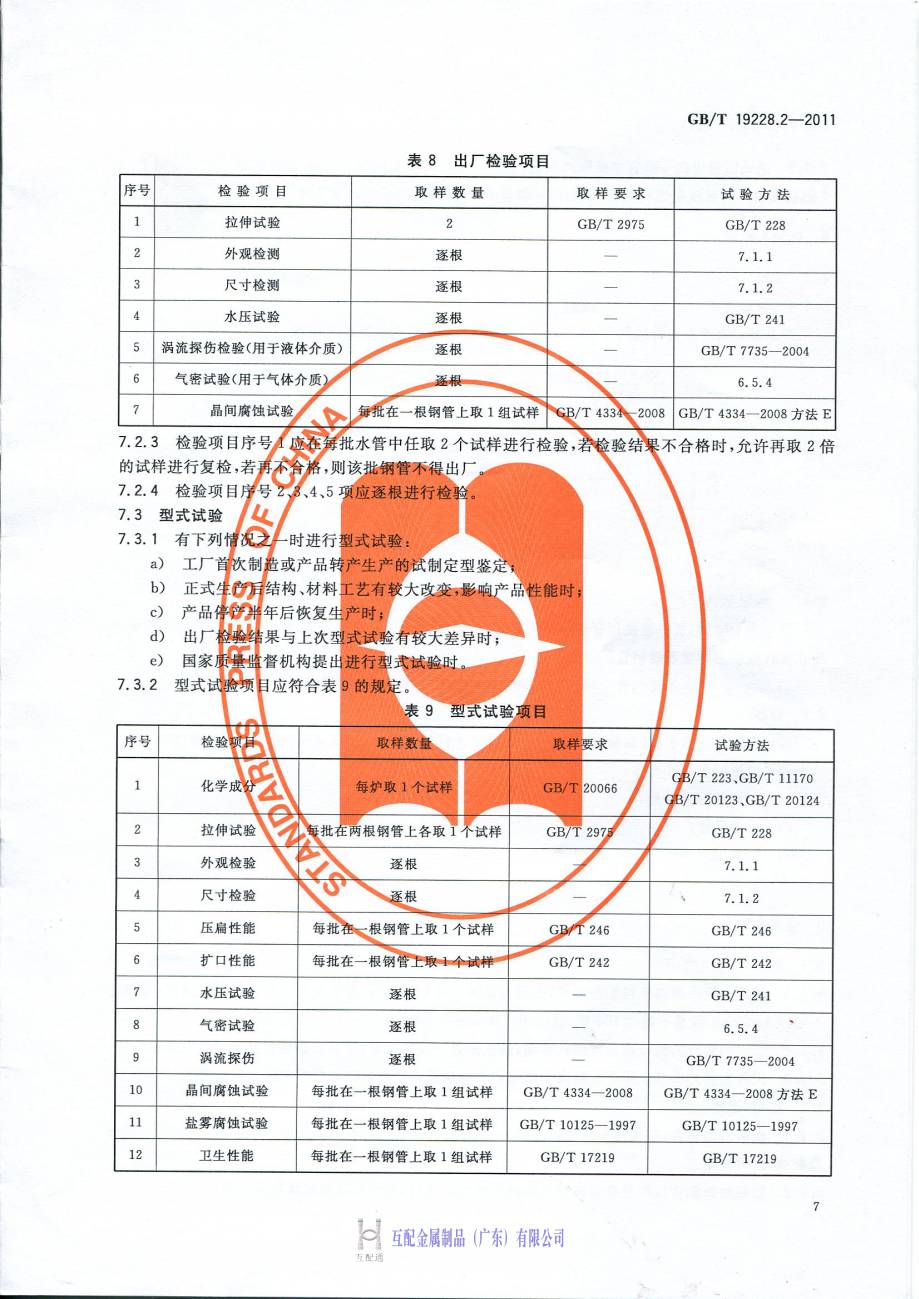 GB/T 19228.2—2011
表 8 出厂检验项目
序号 检 验 项 目 取 样 数 量 取 样 要 求 试 验 方 法
1 拉伸试验 2 GB/T 2975 GB/T 228
2 外观检测 逐根 — 7.1.1
3 尺寸检测 逐根 — 7.1.2
4 水压试验 逐根 — GB/T 241
5 涡流探伤检验(用于液体介质) 逐根 — GB/T 7735—2004
6 气密试验(用于气体介质) 逐根 — 6.5.4
7 晶间腐蚀试验 每批在一根钢管上取 1 组试样 GB/T 4334—2008 GB/T 4334—2008 方法 E
7.2.3 检验项目序号 1 应在每批水管中任取 2 个试样进行检验,若检验结果不合格时,允许再取 2 倍
的试样进行复检,若再不合格,则该批钢管不得出厂。
7.2.4 检验项目序号 2、3、4、5 项应逐根进行检验。
7.3 型式试验
7.3.1 有下列情况之一时进行型式试验:
a) 工厂首次制造或产品转产生产的试制定型鉴定;
b) 正式生产后结构、材料工艺有较大改变,影响产品性能时;
c) 产品停产半年后恢复生产时;
d) 出厂检验结果与上次型式试验有较大差异时;
e) 国家质量监督机构提出进行型式试验时。
7.3.2 型式试验项目应符合表 9 的规定。
表 9 型式试验项目
序号 检验项目 取样数量 取样要求 试验方法
1 化学成分 每炉取 1 个试样 GB/T 20066 GB/T 223、GB/T 11170
GB/T 20123、GB/T 20124
2 拉伸试验 每批在两根钢管上各取 1 个试样 GB/T 2975 GB/T 228
3 外观检验 逐根 — 7.1.1
4 尺寸检验 逐根 — 7.1.2
5 压扁性能 每批在一根钢管上取 1 个试样 GB/T 246 GB/T 246
6 扩口性能 每批在一根钢管上取 1 个试样 GB/T 242 GB/T 242
7 水压试验 逐根 — GB/T 241
8 气密试验 逐根 — 6.5.4
9 涡流探伤 逐根 — GB/T 7735—2004
10 晶间腐蚀试验 每批在一根钢管上取 1 组试样 GB/T 4334—2008 GB/T 4334—2008 方法 E
11 盐雾腐蚀试验 每批在一根钢管上取 1 组试样 GB/T 10125—1997 GB/T 10125—1997
12 卫生性能 每批在一根钢管上取 1 组试样 GB/T 17219 GB/T 17219
STANDARDS PRESS OF CHINA
7
互配通
互配金属制品(广东)有限公司